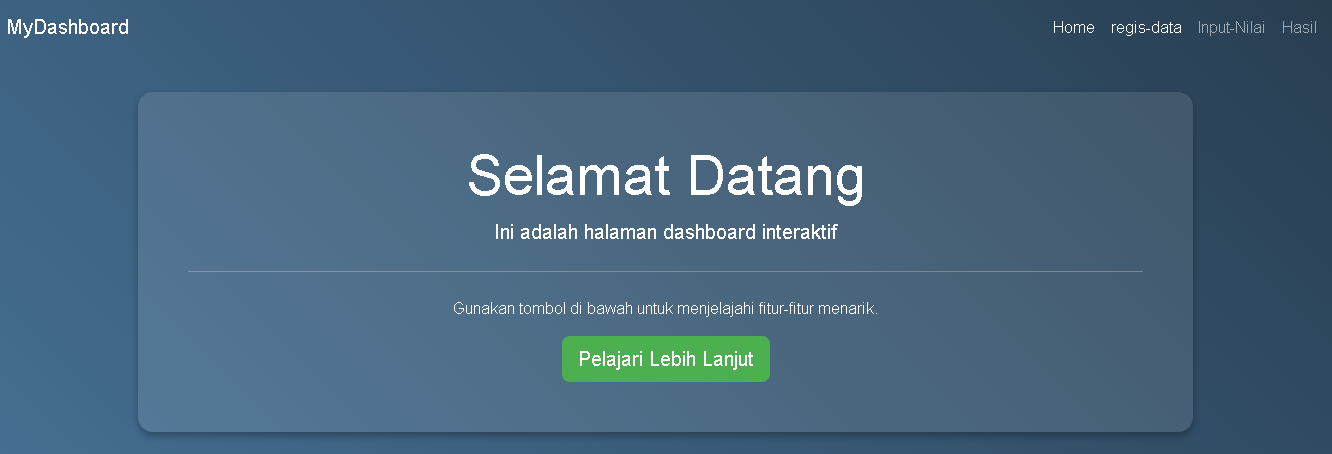 MyDashboard
Home regis-data Input-Nilai Hasil
Selamat Datang
Ini adalah halaman dashboard interaktif
Gunakan tombol di bawah untuk menjelajahi fitur-fitur menarik.
Pelajari Lebih Lanjut